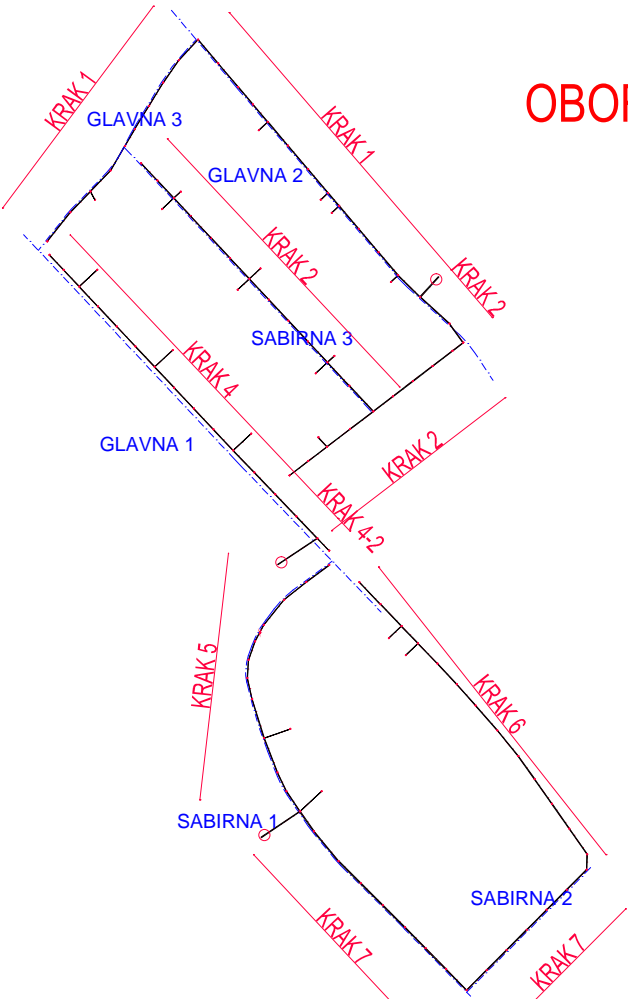 KRAK 1
GLAVNA 3
OBOR
KRAK 1
GLAVNA 2
KRAK 2
KRAK 2
SABIRNA 3
KRAK 4
GLAVNA 1
KRAK 2
KRAK 4-2
KRAK 5
KRAK 6
SABIRNA 1
SABIRNA 2
KRAK 7
KRAK 7